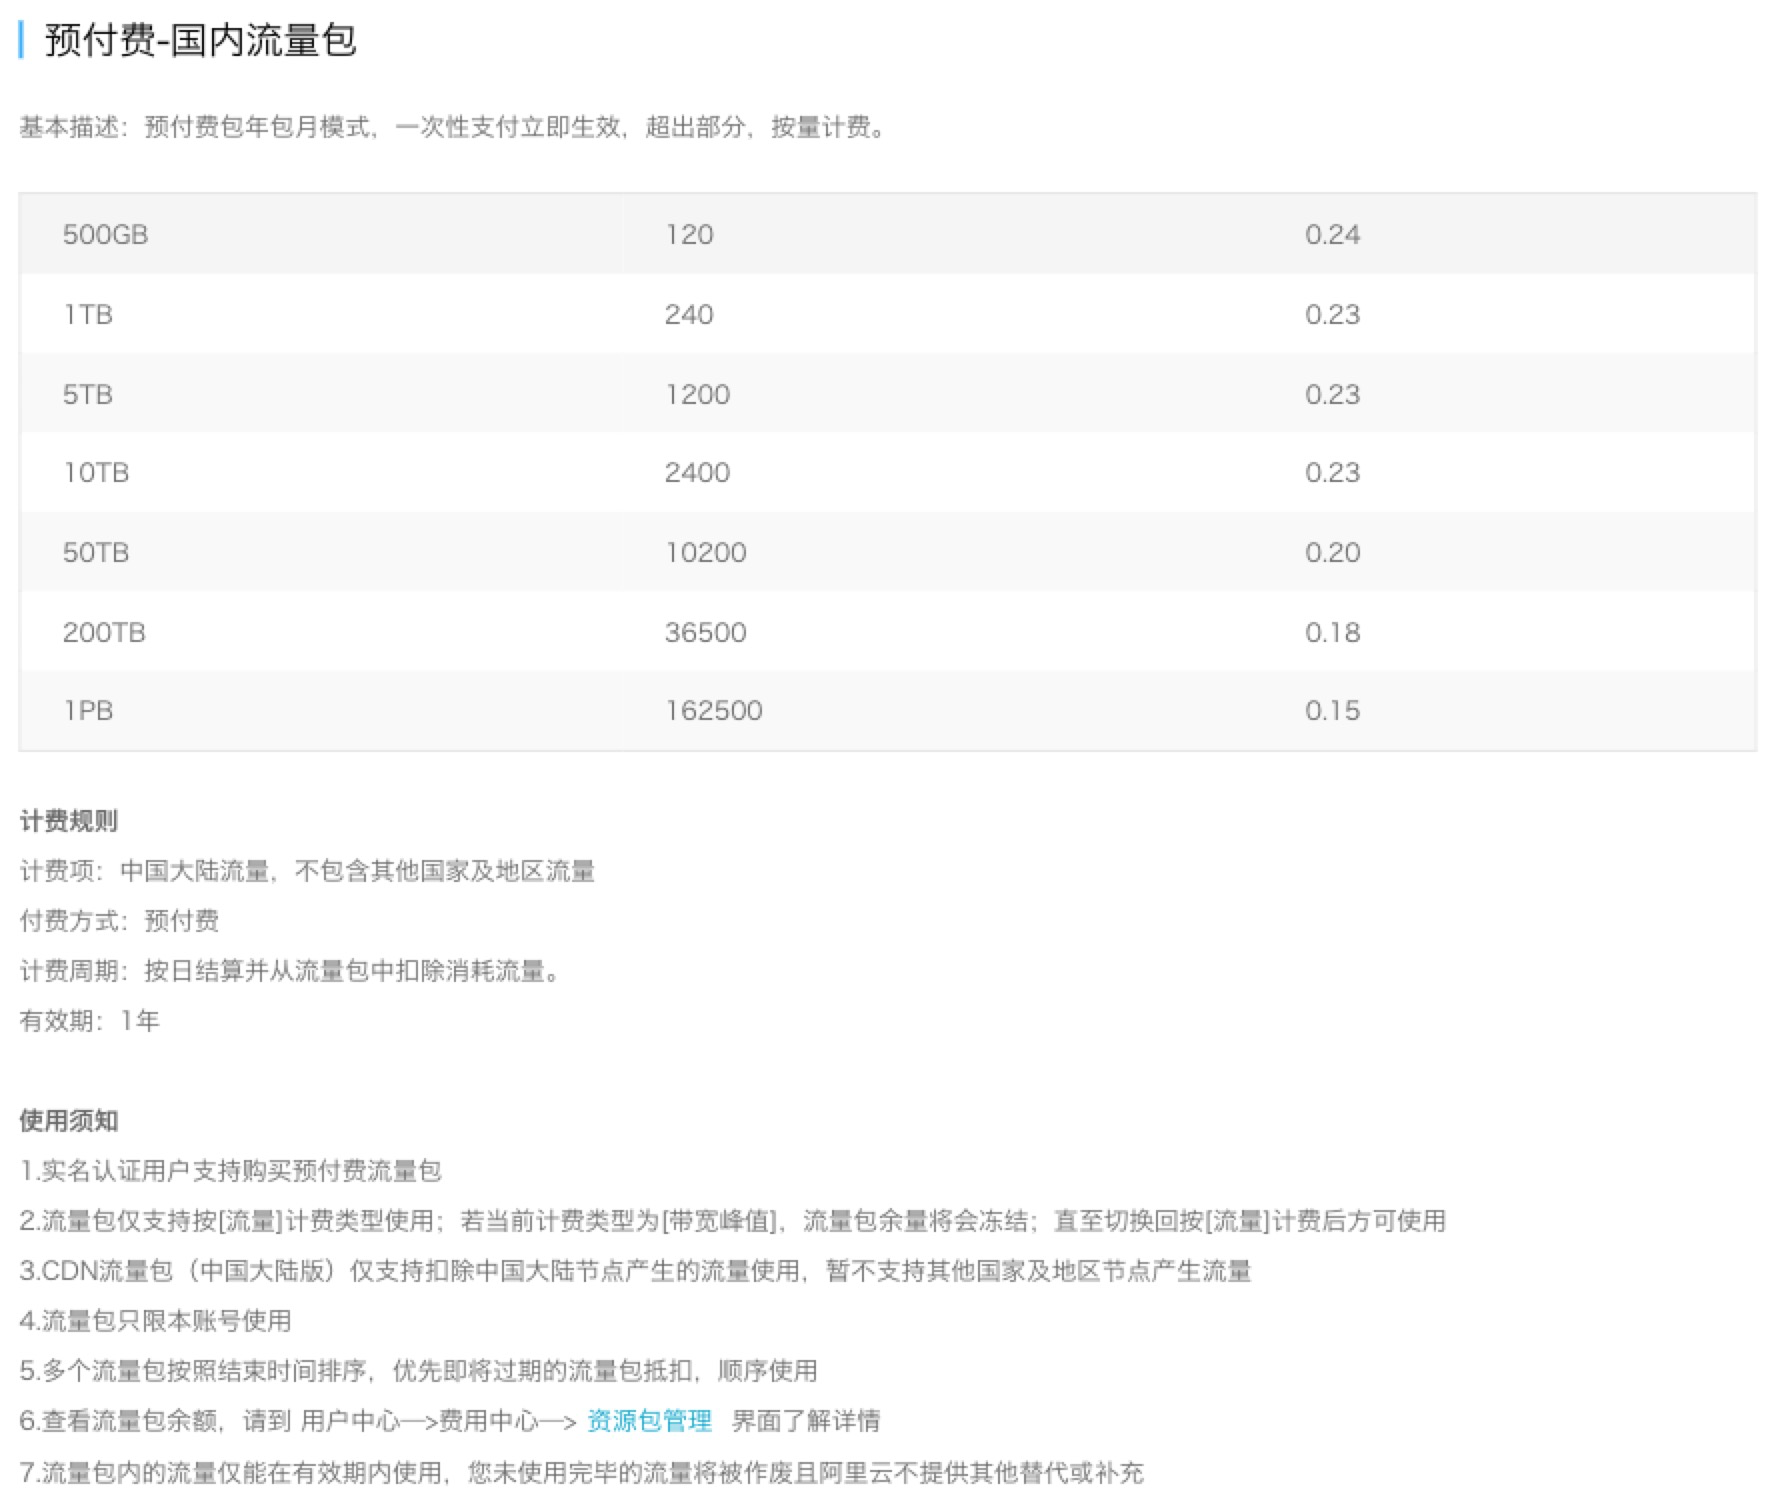 预付费-国内流量包
基本描述：预付费包年包月模式，一次性支付立即生效，超出部分，按量计费。
500GB 120 0.24
1TB 240 0.23
5TB 1200 0.23
10TB 2400 0.23
50TB 10200 0.20
200TB 36500 0.18
1PB 162500 0.15
计费规则
计费项：中国大陆流量，不包含其他国家及地区流量
付费方式：预付费
计费周期：按日结算并从流量包中扣除消耗流量。
有效期：1年
使用须知
1.实名认证用户支持购买预付费流量包
2.流量包仅支持按[流量]计费类型使用；若当前计费类型为[带宽峰值]，流量包余量将会冻结；直至切换回按[流量]计费后方可使用
3.CDN流量包（中国大陆版）仅支持扣除中国大陆节点产生的流量使用，暂不支持其他国家及地区节点产生流量
4.流量包只限本账号使用
5.多个流量包按照结束时间排序，优先即将过期的流量包抵扣，顺序使用
6.查看流量包余额，请到 用户中心—>费用中心—> 资源包管理 界面了解详情
7.流量包内的流量仅能在有效期内使用，您未使用完毕的流量将被作废且阿里云不提供其他替代或补充